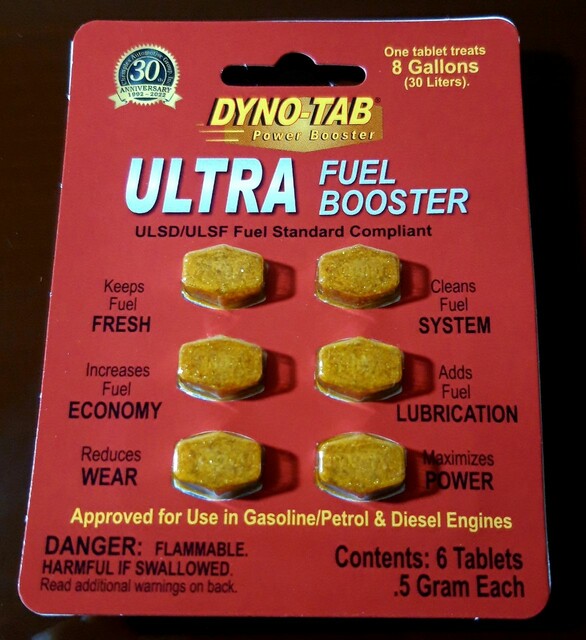 30th
ANNIVERSARY
1992 - 2022
One tablet treats
8 Gallons
(30 Liters).
DYNO-TAB®
Power Booster
ULTRA FUEL
BOOSTER
ULSD/ULSF Fuel Standard Compliant
Keeps
Fuel
FRESH
Cleans
Fuel
SYSTEM
Increases
Fuel
ECONOMY
Adds
Fuel
LUBRICATION
Reduces
WEAR
Maximizes
POWER
Approved for Use in Gasoline/Petrol & Diesel Engines
DANGER: FLAMMABLE.
HARMFUL IF SWALLOWED.
Read additional warnings on back.
Contents: 6 Tablets
.5 Gram Each